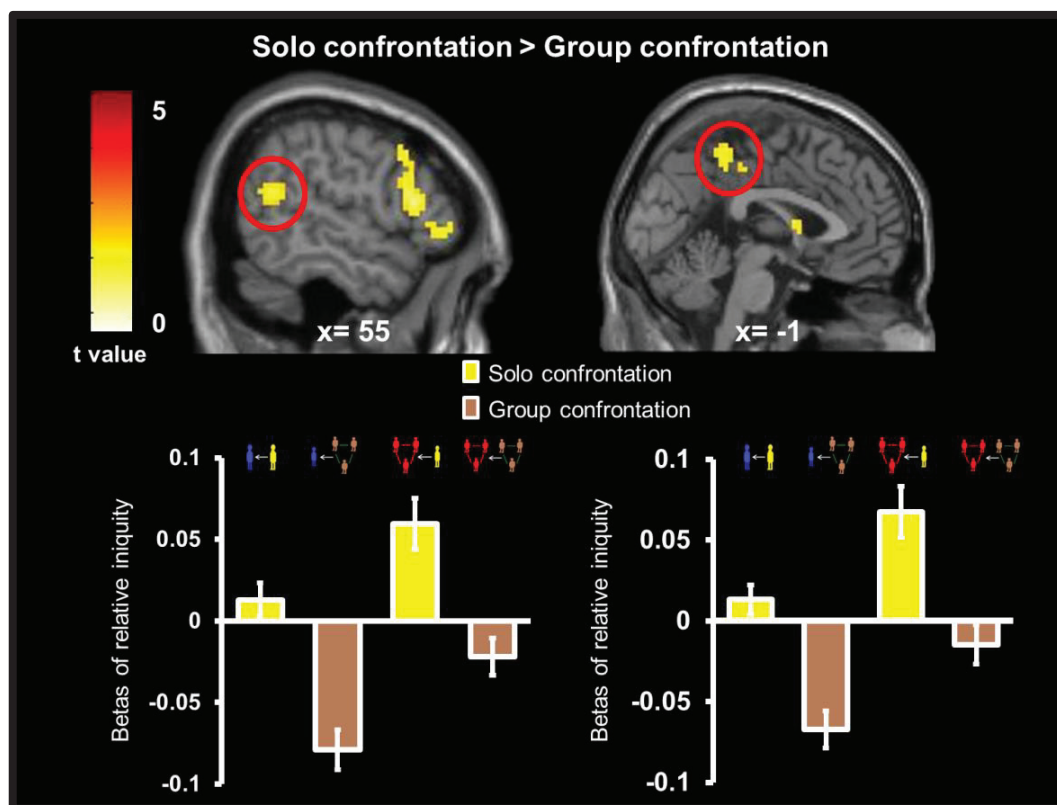 Solo confrontation > Group confrontation
5
0
t value
x= 55
x= -1
Solo confrontation
Group confrontation
Betas of relative iniquity
0.1
0.05
0
-0.05
-0.1
Betas of relative iniquity
0.1
0.05
0
-0.05
-0.1